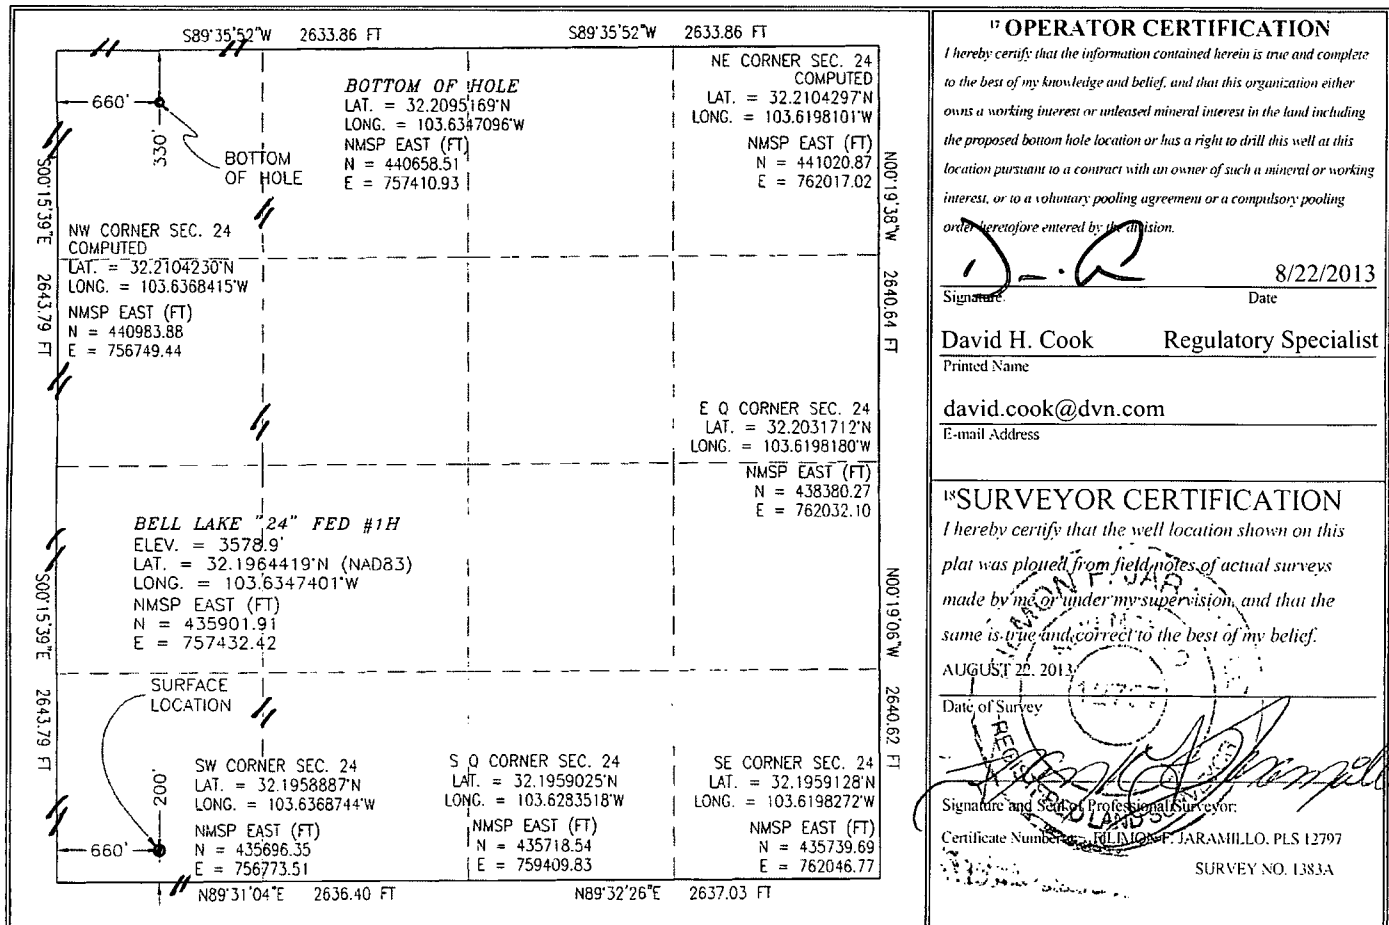 S89°35'52"W 2633.86 FT S89°35'52"W 2633.86 FT
660'
330'
BOTTOM
OF HOLE
BOTTOM OF HOLE
LAT. = 32.2095169°N
LONG. = 103.6347096°W
NMSP EAST (FT)
N = 440658.51
E = 757410.93
NE CORNER SEC. 24
COMPUTED
LAT. = 32.2104297°N
LONG. = 103.6198101°W
NMSP EAST (FT)
N = 441020.87
E = 762017.02
S00°15'39"E 2643.79 FT
N00°19'38"W 2640.64 FT
NW CORNER SEC. 24
COMPUTED
LAT. = 32.2104230°N
LONG. = 103.6368415°W
NMSP EAST (FT)
N = 440983.88
E = 756749.44
E Q CORNER SEC. 24
LAT. = 32.2031712°N
LONG. = 103.6198180°W
NMSP EAST (FT)
N = 438380.27
E = 762032.10
BELL LAKE "24" FED #1H
ELEV. = 3578.9'
LAT. = 32.1964419°N (NAD83)
LONG. = 103.6347401°W
NMSP EAST (FT)
N = 435901.91
E = 757432.42
S00°15'39"E 2643.79 FT
N00°19'06"W 2640.62 FT
SURFACE
LOCATION
200'
660'
SW CORNER SEC. 24
LAT. = 32.1958887°N
LONG. = 103.6368744°W
NMSP EAST (FT)
N = 435696.35
E = 756773.51
S Q CORNER SEC. 24
LAT. = 32.1959025°N
LONG. = 103.6283518°W
NMSP EAST (FT)
N = 435718.54
E = 759409.83
SE CORNER SEC. 24
LAT. = 32.1959128°N
LONG. = 103.6198272°W
NMSP EAST (FT)
N = 435739.69
E = 762046.77
N89°31'04"E 2636.40 FT N89°32'26"E 2637.03 FT
17 OPERATOR CERTIFICATION
I hereby certify that the information contained herein is true and complete
to the best of my knowledge and belief, and that this organization either
owns a working interest or unleased mineral interest in the land including
the proposed bottom hole location or has a right to drill this well at this
location pursuant to a contract with an owner of such a mineral or working
interest, or to a voluntary pooling agreement or a compulsory pooling
order heretofore entered by the division.
8/22/2013
Signature Date
David H. Cook Regulatory Specialist
Printed Name
david.cook@dvn.com
E-mail Address
18 SURVEYOR CERTIFICATION
I hereby certify that the well location shown on this
plat was plotted from field notes of actual surveys
made by me or under my supervision, and that the
same is true and correct to the best of my belief.
AUGUST 22, 2013
Date of Survey
Signature and Seal of Professional Surveyor:
Certificate Number: FILIMON F. JARAMILLO, PLS 12797
SURVEY NO. 1383A